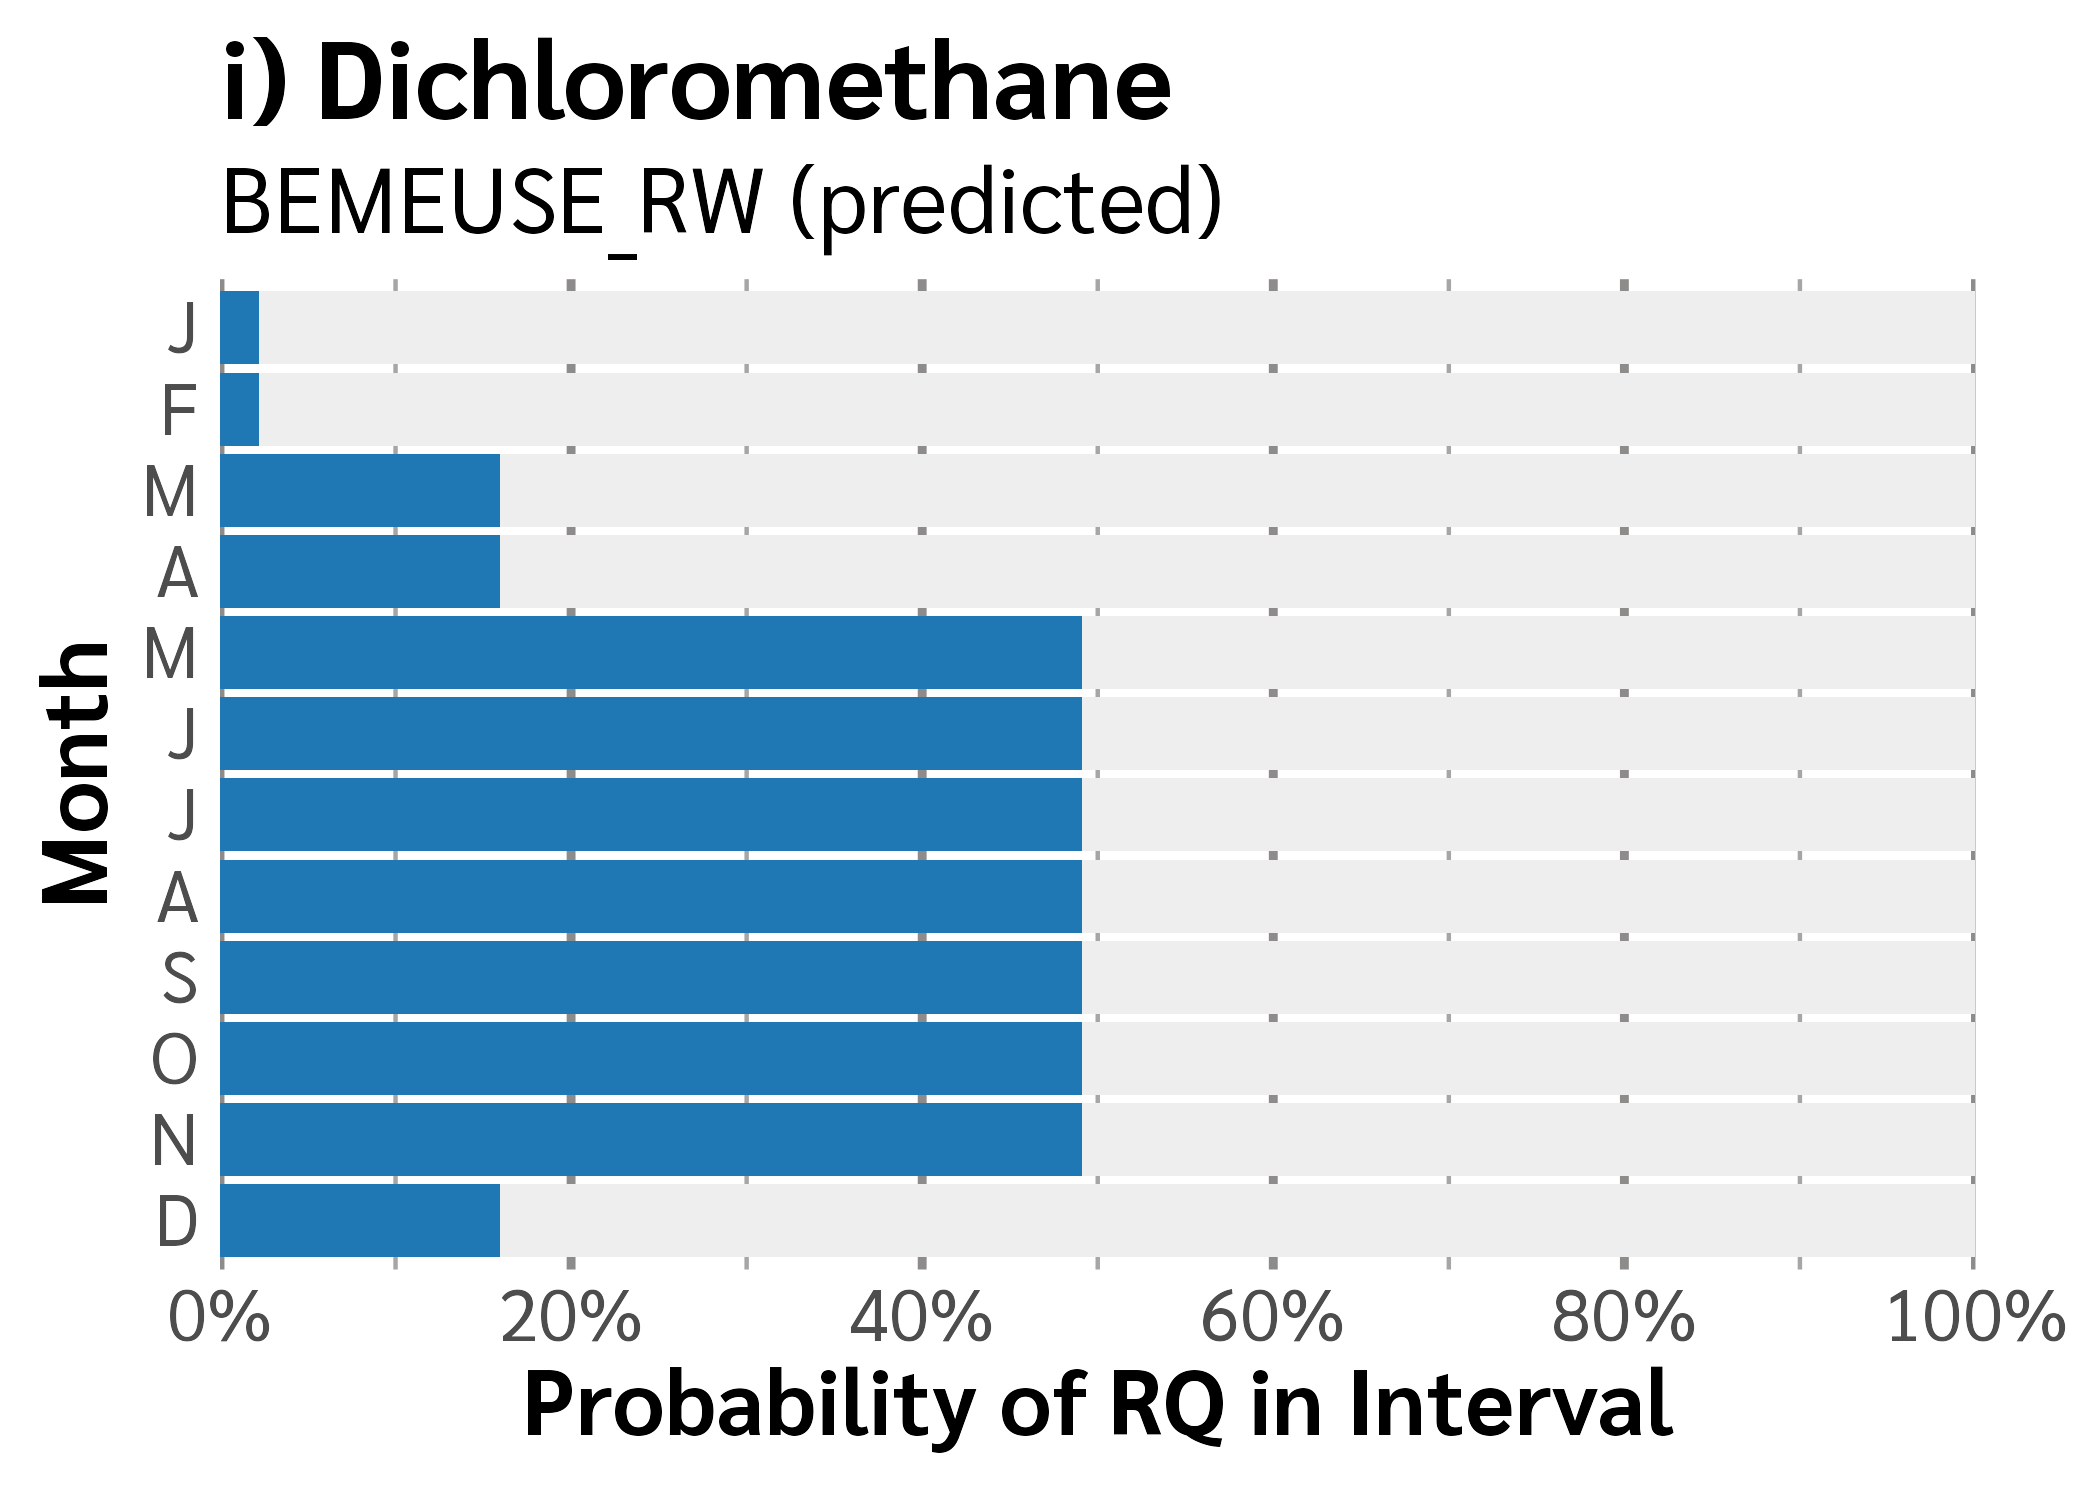 i) Dichloromethane
BEMEUSE_RW (predicted)
J
F
M
A
M
J
J
A
S
O
N
D
Month
0% 20% 40% 60% 80% 100%
Probability of RQ in Interval